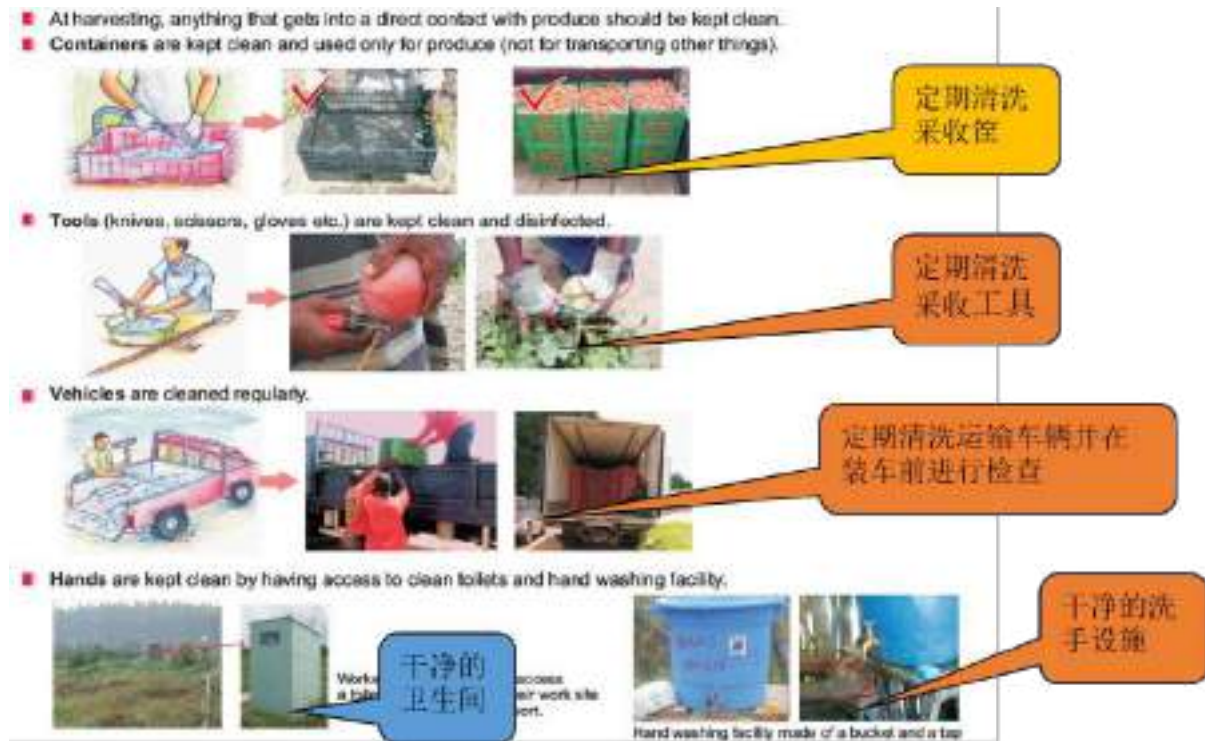 At harvesting, anything that gets into a direct contact with produce should be kept clean.
Containers are kept clean and used only for produce (not for transporting other things).
定期清洗
采收筐
Tools (knives, scissors, gloves etc.) are kept clean and disinfected.
定期清洗
采收工具
Vehicles are cleaned regularly.
定期清洗运输车辆并在
装车前进行检查
Hands are kept clean by having access to clean toilets and hand washing facility.
干净的洗
手设施
干净的
卫生间
access
work site
Hand washing facility made of a bucket and a tap